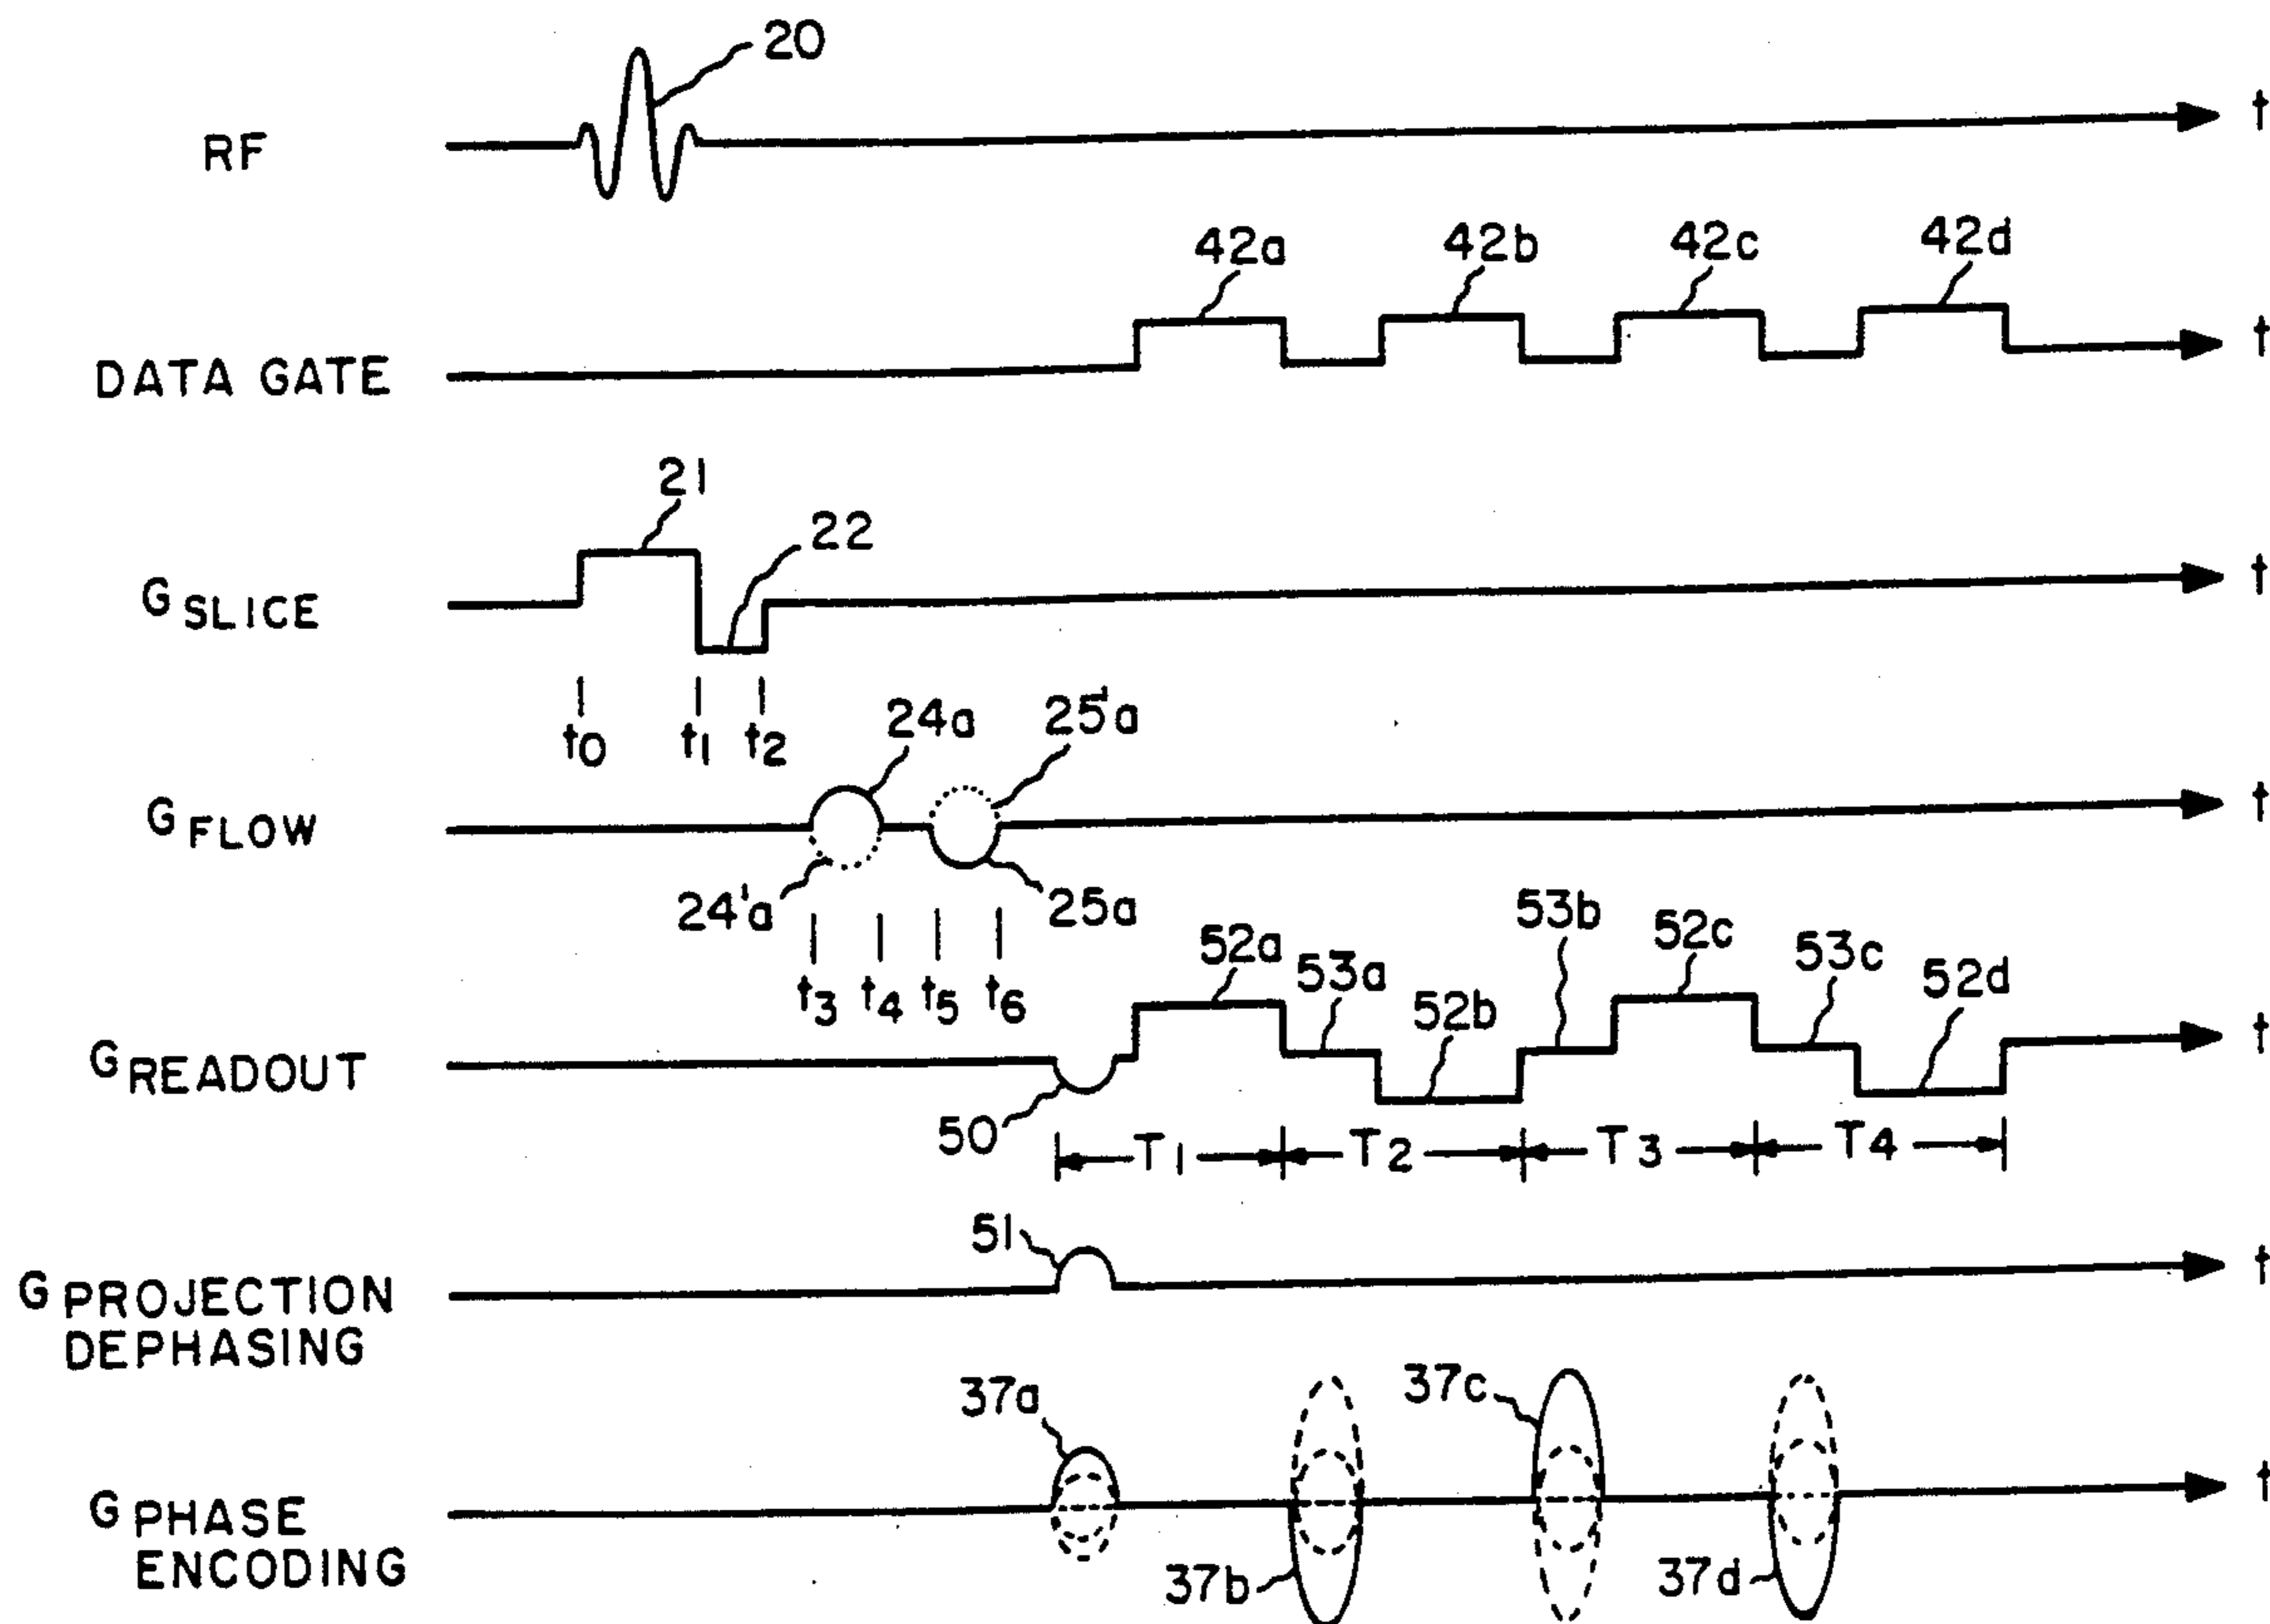 20
RF
t
42a 42b 42c 42d
DATA GATE
t
21
22
G SLICE
t
t0 t1 t2
24a 25'a
G FLOW
t
24'a 25a
t3 t4 t5 t6
52a 53a 52b 53b 52c 53c 52d
G READOUT
t
50
T1 T2 T3 T4
51
G PROJECTION
DEPHASING
t
37a 37c
G PHASE
ENCODING
t
37b 37d